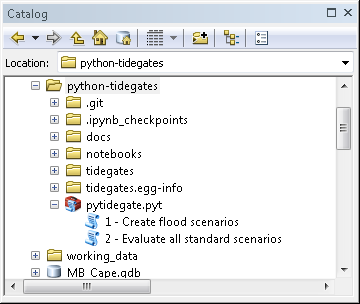 Catalog
Location: python-tidegates
python-tidegates
.git
.ipynb_checkpoints
docs
notebooks
tidegates
tidegates.egg-info
pytidegate.pyt
1 - Create flood scenarios
2 - Evaluate all standard scenarios
working_data
MB_Cape.gdb